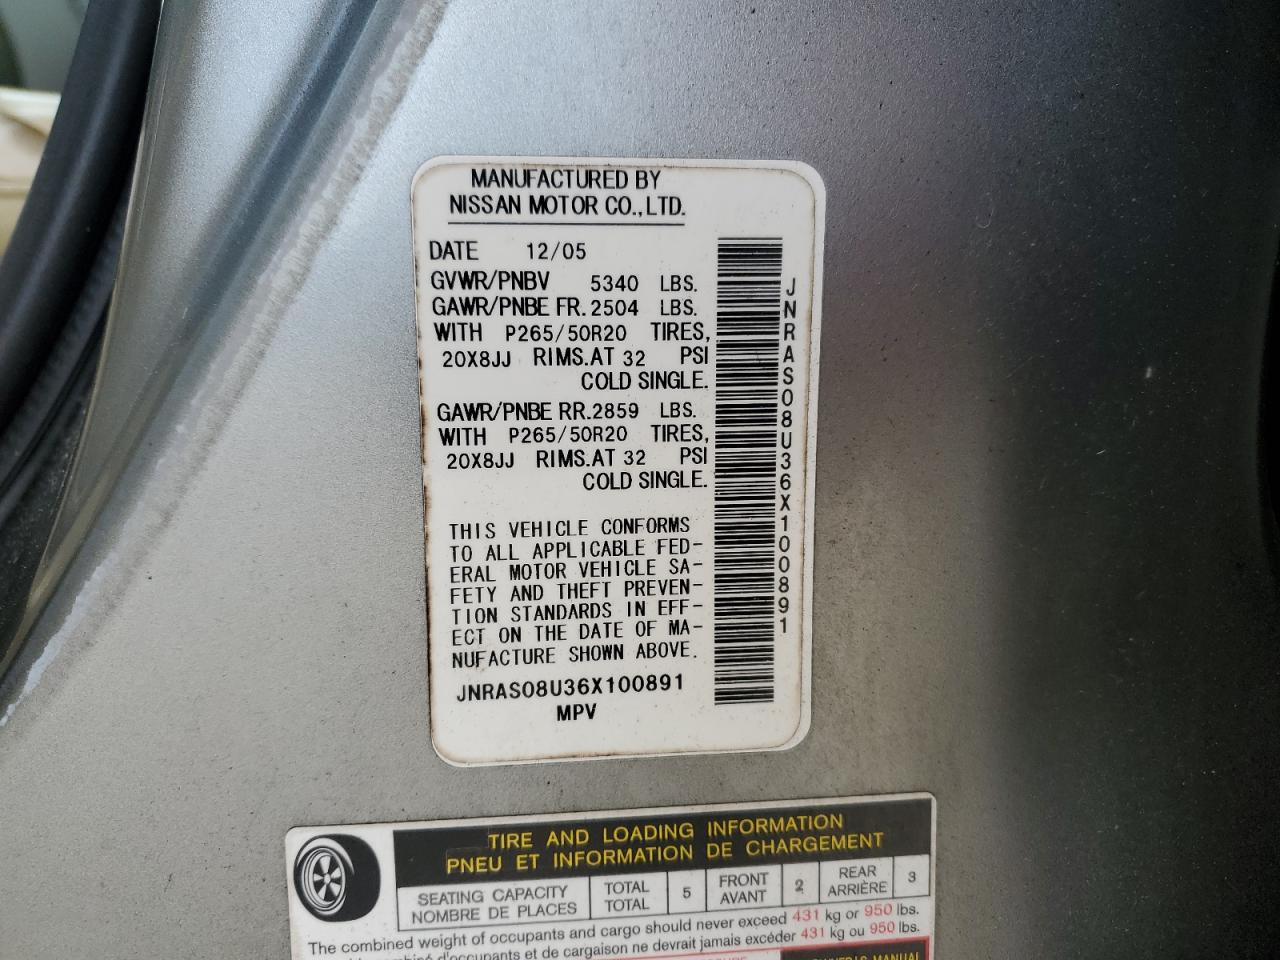 MANUFACTURED BY
NISSAN MOTOR CO.,LTD.
DATE 12/05
GVWR/PNBV 5340 LBS.
GAWR/PNBE FR. 2504 LBS.
WITH P265/50R20 TIRES,
20X8JJ RIMS.AT 32 PSI
COLD SINGLE.
GAWR/PNBE RR. 2859 LBS.
WITH P265/50R20 TIRES,
20X8JJ RIMS.AT 32 PSI
COLD SINGLE.
THIS VEHICLE CONFORMS
TO ALL APPLICABLE FED-
ERAL MOTOR VEHICLE SA-
FETY AND THEFT PREVEN-
TION STANDARDS IN EFF-
ECT ON THE DATE OF MA-
NUFACTURE SHOWN ABOVE.
JNRAS08U36X100891
MPV
JNRAS08U36X100891
TIRE AND LOADING INFORMATION
PNEU ET INFORMATION DE CHARGEMENT
SEATING CAPACITY TOTAL 5 FRONT 2 REAR 3
NOMBRE DE PLACES TOTAL AVANT ARRIÈRE
The combined weight of occupants and cargo should never exceed 431 kg or 950 lbs.
d'occupants et de cargaison ne devrait jamais excéder 431 kg ou 950 lbs.
MANUAL